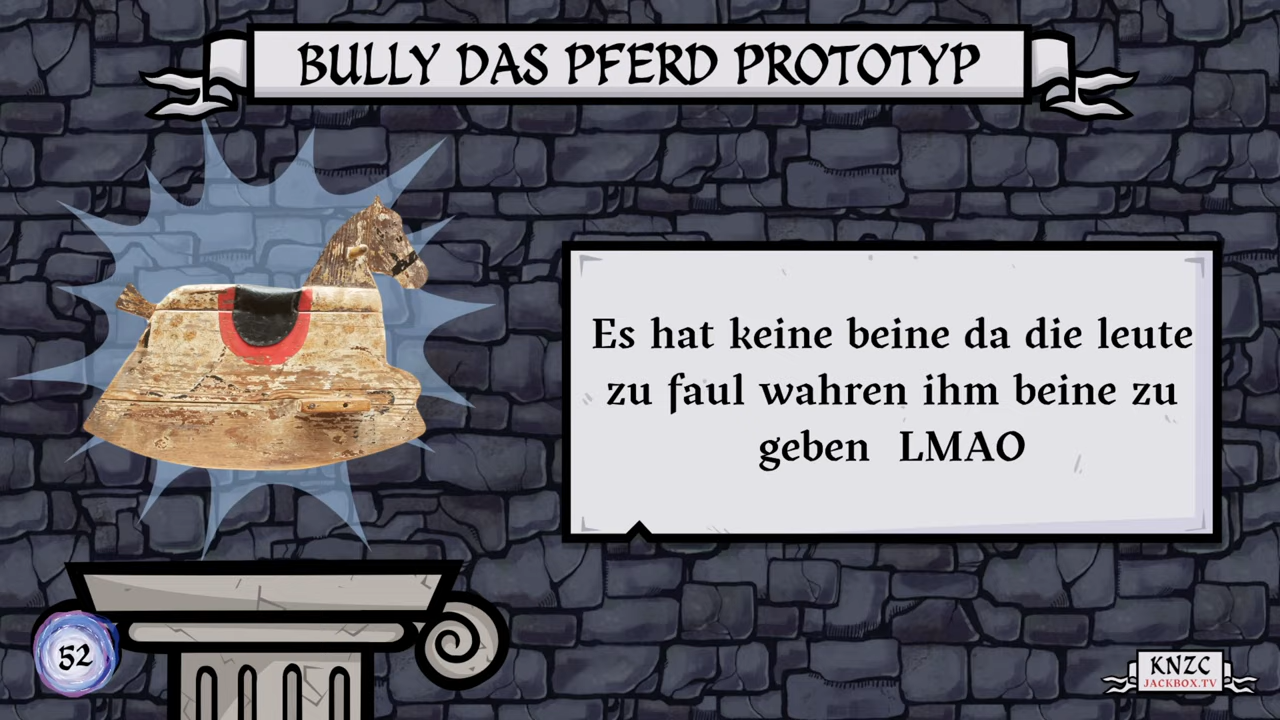 BULLY DAS PFERD PROTOTYP
Es hat keine beine da die leute
zu faul wahren ihm beine zu
geben LMAO
52
KNZC
JACKBOX.TV